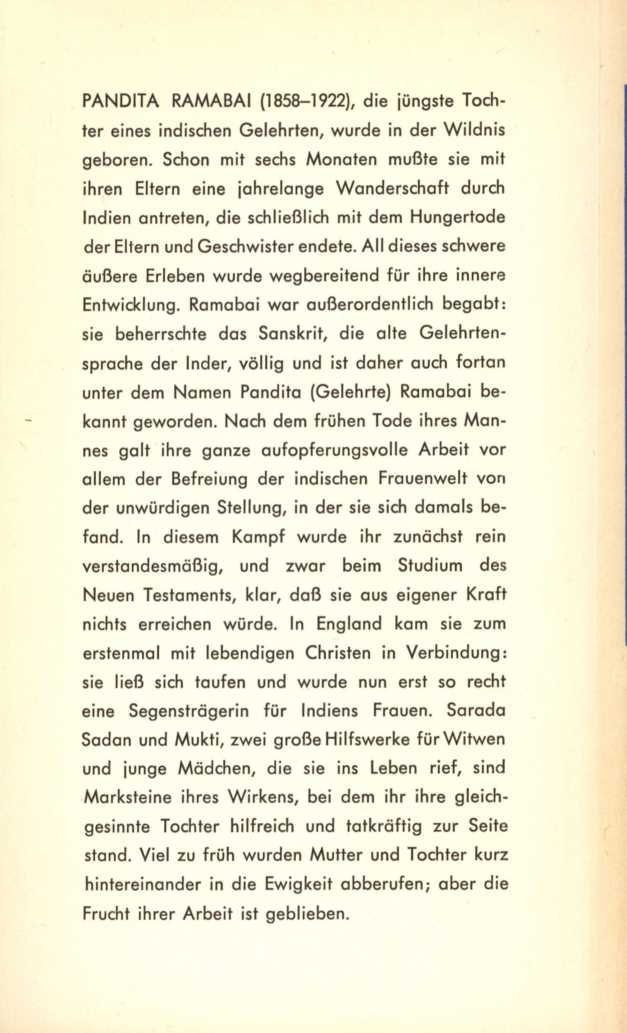 PANDITA RAMABAI (1858–1922), die jüngste Toch-
ter eines indischen Gelehrten, wurde in der Wildnis
geboren. Schon mit sechs Monaten mußte sie mit
ihren Eltern eine jahrelange Wanderschaft durch
Indien antreten, die schließlich mit dem Hungertode
der Eltern und Geschwister endete. All dieses schwere
äußere Erleben wurde wegbereitend für ihre innere
Entwicklung. Ramabai war außerordentlich begabt:
sie beherrschte das Sanskrit, die alte Gelehrten-
sprache der Inder, völlig und ist daher auch fortan
unter dem Namen Pandita (Gelehrte) Ramabai be-
kannt geworden. Nach dem frühen Tode ihres Man-
nes galt ihre ganze aufopferungsvolle Arbeit vor
allem der Befreiung der indischen Frauenwelt von
der unwürdigen Stellung, in der sie sich damals be-
fand. In diesem Kampf wurde ihr zunächst rein
verstandesmäßig, und zwar beim Studium des
Neuen Testaments, klar, daß sie aus eigener Kraft
nichts erreichen würde. In England kam sie zum
erstenmal mit lebendigen Christen in Verbindung:
sie ließ sich taufen und wurde nun erst so recht
eine Segensträgerin für Indiens Frauen. Sarada
Sadan und Mukti, zwei große Hilfswerke für Witwen
und junge Mädchen, die sie ins Leben rief, sind
Marksteine ihres Wirkens, bei dem ihr ihre gleich-
gesinnte Tochter hilfreich und tatkräftig zur Seite
stand. Viel zu früh wurden Mutter und Tochter kurz
hintereinander in die Ewigkeit abberufen; aber die
Frucht ihrer Arbeit ist geblieben.